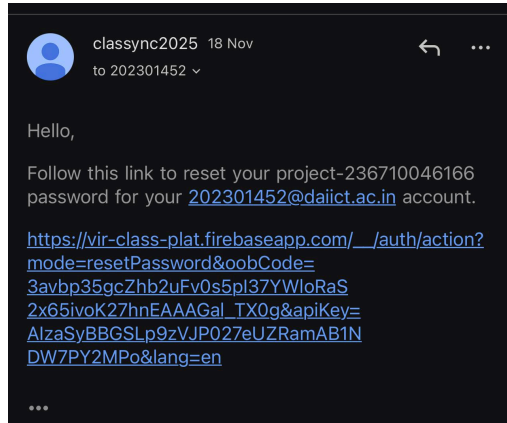 classync2025 18 Nov
to 202301452
Hello,
Follow this link to reset your project-236710046166
password for your 202301452@daiict.ac.in account.
https://vir-class-plat.firebaseapp.com/__/auth/action?
mode=resetPassword&oobCode=
3avbp35gcZhb2uFv0s5pI37YWloRaS
2x65ivoK27hnEAAAGaI_TX0g&apiKey=
AIzaSyBBGSLp9zVJP027eUZRamAB1N
DW7PY2MPo&lang=en